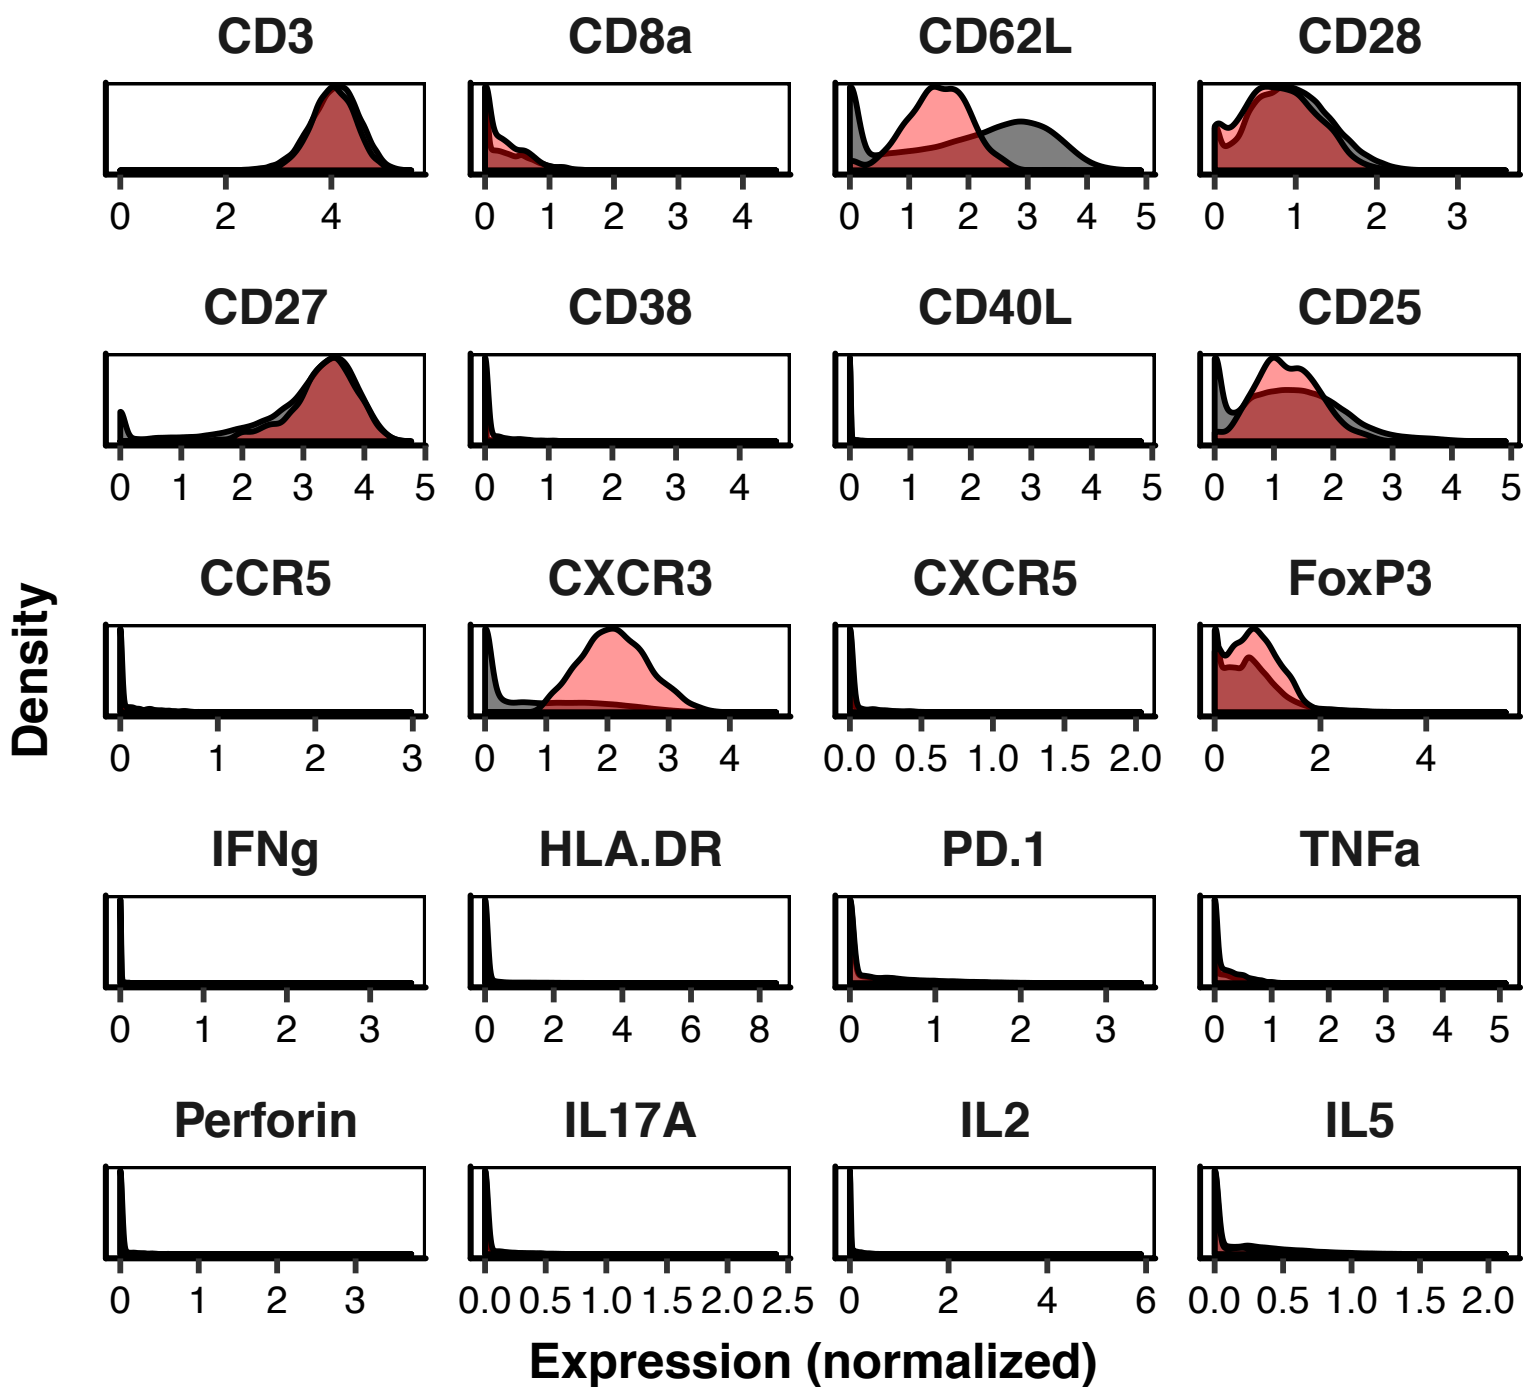 CD3 CD8a CD62L CD28
0 2 4 0 1 2 3 4 0 1 2 3 4 5 0 1 2 3
CD27 CD38 CD40L CD25
0 1 2 3 4 5 0 1 2 3 4 0 1 2 3 4 5 0 1 2 3 4 5
Density
CCR5 CXCR3 CXCR5 FoxP3
0 1 2 3 0 1 2 3 4 0.0 0.5 1.0 1.5 2.0 0 2 4
IFNg HLA.DR PD.1 TNFa
0 1 2 3 0 2 4 6 8 0 1 2 3 0 1 2 3 4 5
Perforin IL17A IL2 IL5
0 1 2 3 0.0 0.5 1.0 1.5 2.0 2.5 0 2 4 6 0.0 0.5 1.0 1.5 2.0
Expression (normalized)